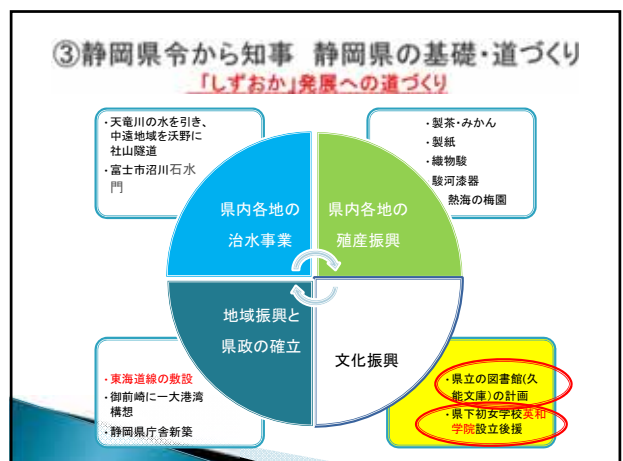 ③静岡県令から知事　静岡県の基礎・道づくり
「しずおか」発展への道づくり
・天竜川の水を引き、
中遠地域を沃野に
社山隧道
・富士市沼川石水
門
・製茶・みかん
・製紙
・織物駿
・駿河漆器
熱海の梅園
県内各地の
治水事業
県内各地の
殖産振興
地域振興と
県政の確立
文化振興
・東海道線の敷設
・御前崎に一大港湾
構想
・静岡県庁舎新築
・県立の図書館(久
能文庫)の計画
・県下初女学校英和
学院設立後援